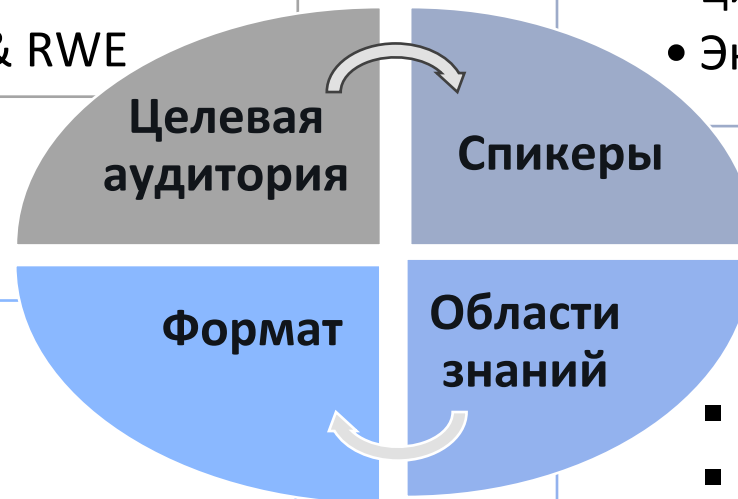 & RWE
Целевая
аудитория
Спикеры
Формат
Области
знаний